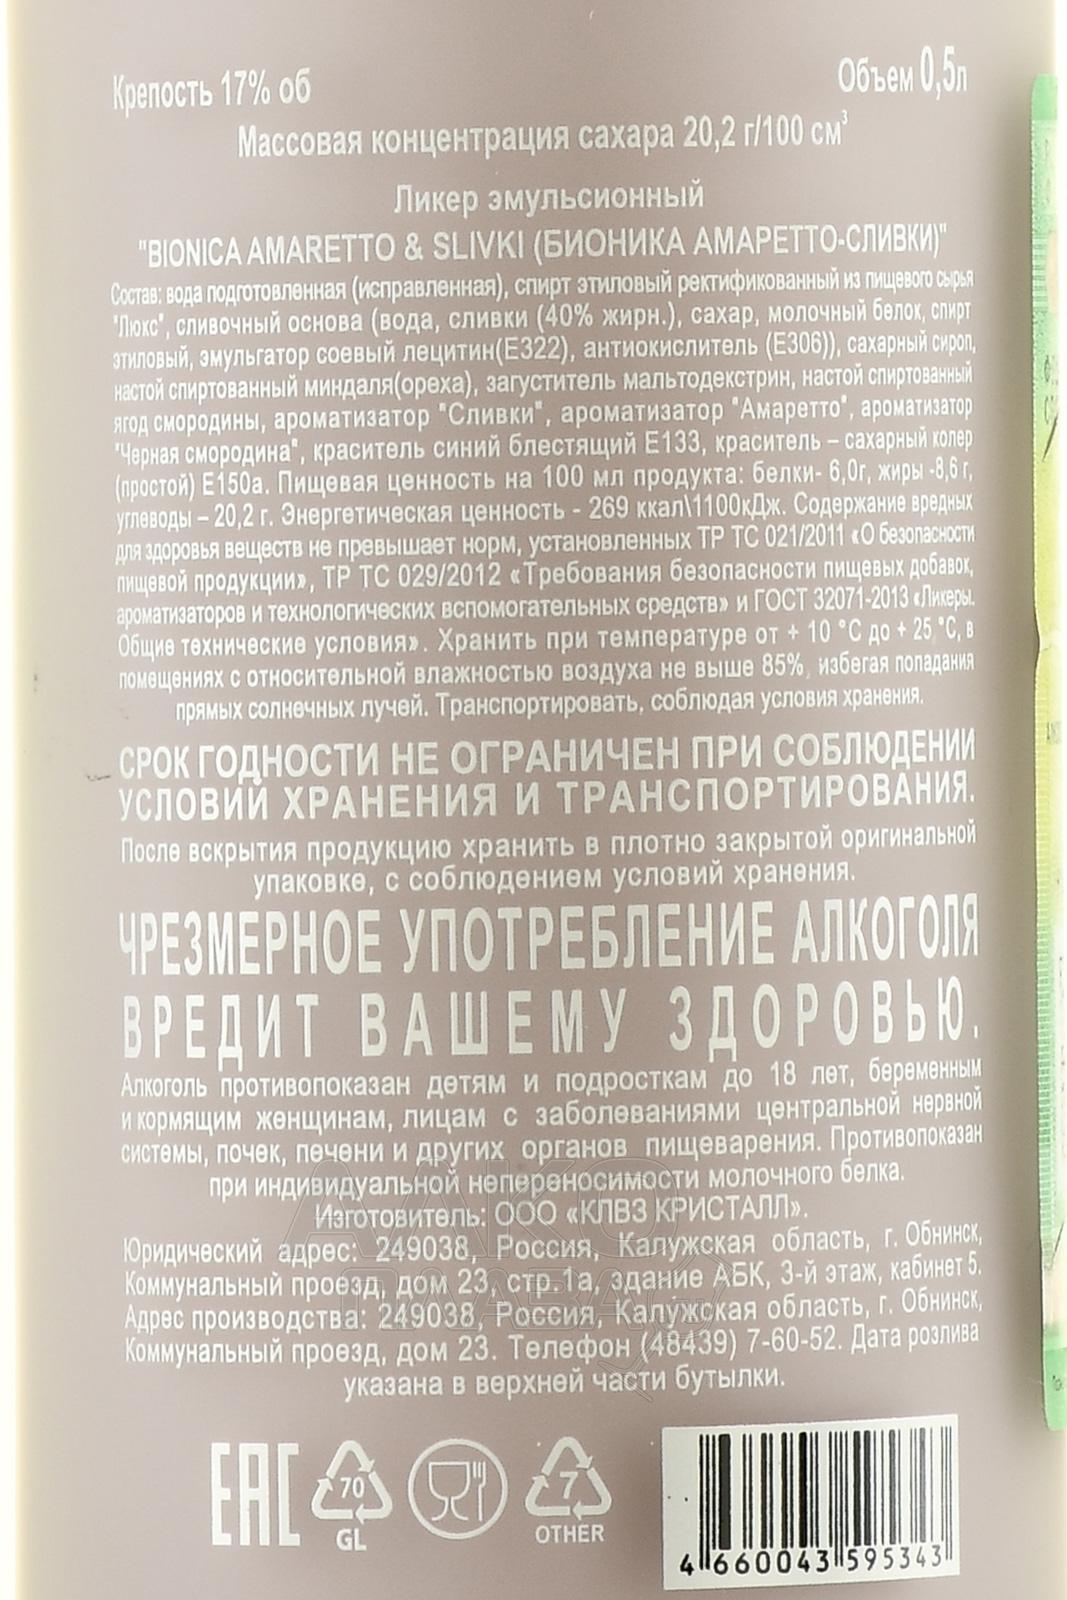 Крепость 17% об
Объем 0,5л
Массовая концентрация сахара 20,2 г/100 см³
Ликер эмульсионный
"BIONICA AMARETTO & SLIVKI (БИОНИКА АМАРЕТТО-СЛИВКИ)"
Состав: вода подготовленная (исправленная), спирт этиловый ректификованный из пищевого сырья
"Люкс", сливочный основа (вода, сливки (40% жирн.), сахар, молочный белок, спирт
этиловый, эмульгатор соевый лецитин(Е322), антиокислитель (Е306)), сахарный сироп,
настой спиртованный миндаля(ореха), загуститель мальтодекстрин, настой спиртованный
ягод смородины, ароматизатор "Сливки", ароматизатор "Амаретто", ароматизатор
"Черная смородина", краситель синий блестящий Е133, краситель – сахарный колер
(простой) Е150а. Пищевая ценность на 100 мл продукта: белки- 6,0г, жиры -8,6 г,
углеводы – 20,2 г. Энергетическая ценность - 269 ккал\1100кДж. Содержание вредных
для здоровья веществ не превышает норм, установленных ТР ТС 021/2011 «О безопасности
пищевой продукции», ТР ТС 029/2012 «Требования безопасности пищевых добавок,
ароматизаторов и технологических вспомогательных средств» и ГОСТ 32071-2013 «Ликеры.
Общие технические условия». Хранить при температуре от + 10 °С до + 25 °С, в
помещениях с относительной влажностью воздуха не выше 85%, избегая попадания
прямых солнечных лучей. Транспортировать, соблюдая условия хранения.
СРОК ГОДНОСТИ НЕ ОГРАНИЧЕН ПРИ СОБЛЮДЕНИИ
УСЛОВИЙ ХРАНЕНИЯ И ТРАНСПОРТИРОВАНИЯ.
После вскрытия продукцию хранить в плотно закрытой оригинальной
упаковке, с соблюдением условий хранения.
ЧРЕЗМЕРНОЕ УПОТРЕБЛЕНИЕ АЛКОГОЛЯ
ВРЕДИТ ВАШЕМУ ЗДОРОВЬЮ.
Алкоголь противопоказан детям и подросткам до 18 лет, беременным
и кормящим женщинам, лицам с заболеваниями центральной нервной
системы, почек, печени и других органов пищеварения. Противопоказан
при индивидуальной непереносимости молочного белка.
Изготовитель: ООО «КЛВЗ КРИСТАЛЛ».
Юридический адрес: 249038, Россия, Калужская область, г. Обнинск,
Коммунальный проезд, дом 23, стр.1а, здание АБК, 3-й этаж, кабинет 5.
Адрес производства: 249038, Россия, Калужская область, г. Обнинск,
Коммунальный проезд, дом 23. Телефон (48439) 7-60-52. Дата розлива
указана в верхней части бутылки.
EAC
70
GL
7
OTHER
4 660043 595343